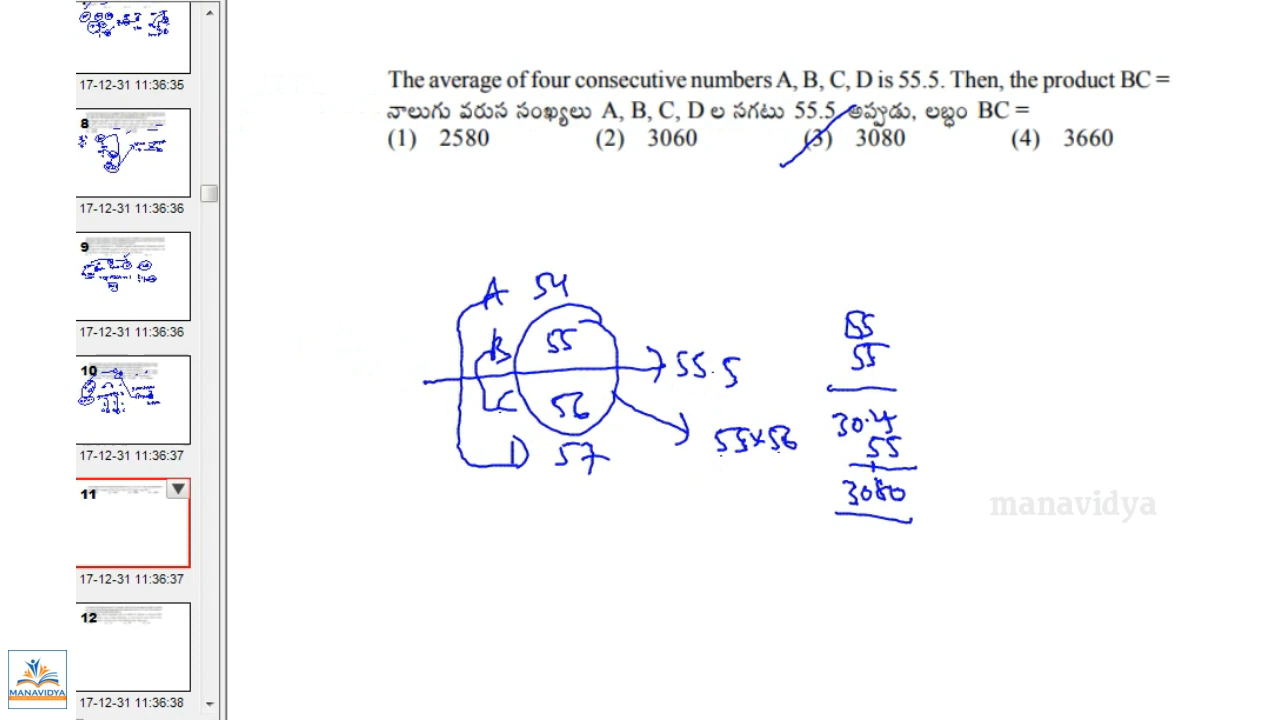 17-12-31 11:36:35
8
17-12-31 11:36:36
9
17-12-31 11:36:36
10
17-12-31 11:36:37
11
17-12-31 11:36:37
12
17-12-31 11:36:38
MANAVIDYA
The average of four consecutive numbers A, B, C, D is 55.5. Then, the product BC =
నాలుగు వరుస సంఖ్యలు A, B, C, D ల సగటు 55.5 అప్పుడు, లబ్ధం BC =
(1) 2580 (2) 3060 (3) 3080 (4) 3660
A 54
B 55
55.5
C 56
D 57
55×56
55
55
55
3080
manavidya